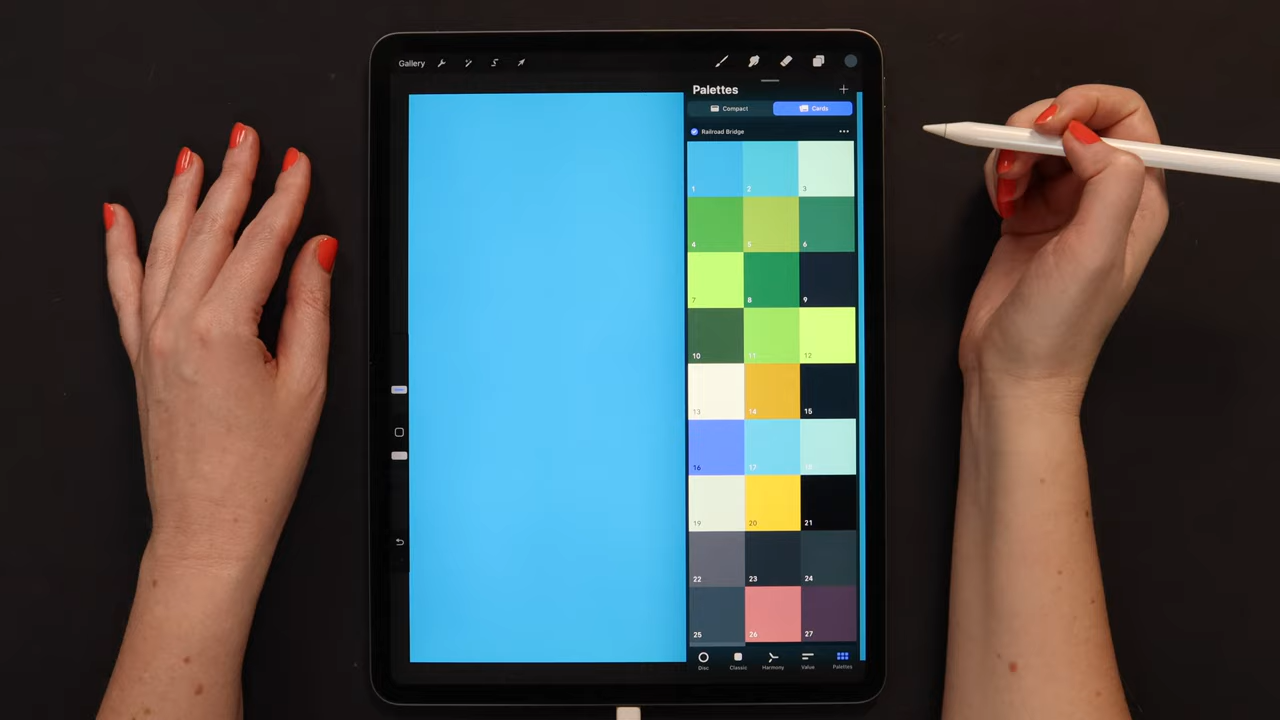 Gallery
Palettes
Compact Cards
Railroad Bridge
1 2 3
4 5 6
7 8 9
10 11 12
13 14 15
16 17 18
19 20 21
22 23 24
25 26 27
Disc Classic Harmony Value Palettes